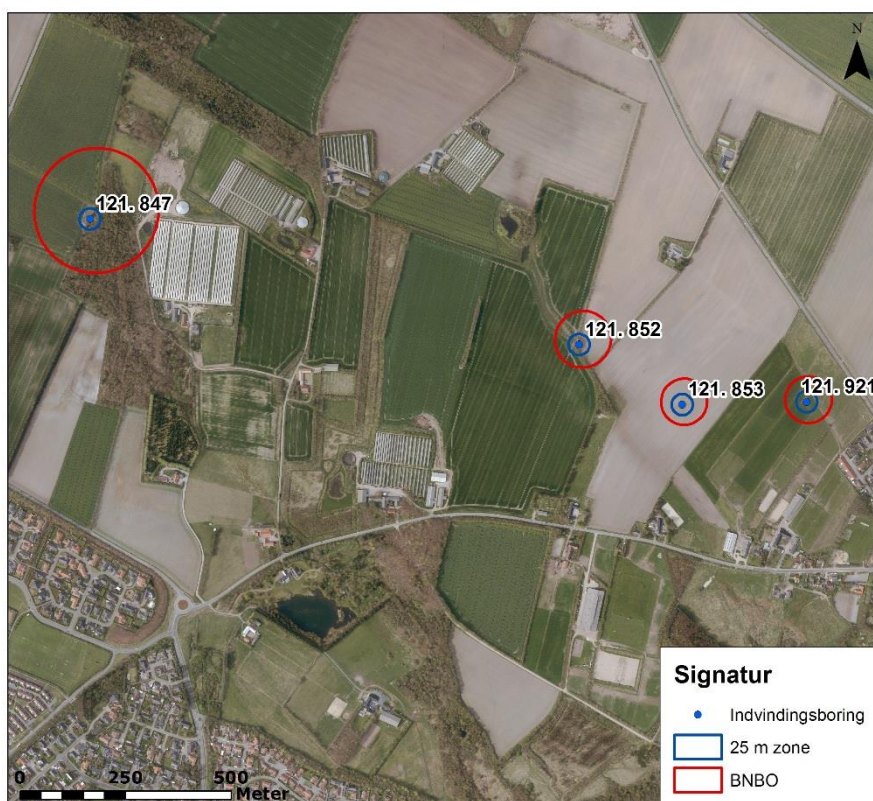 N
121. 847
121. 852
121. 853
121. 921
Signatur
Indvindingsboring
25 m zone
BNBO
0 250 500
Meter